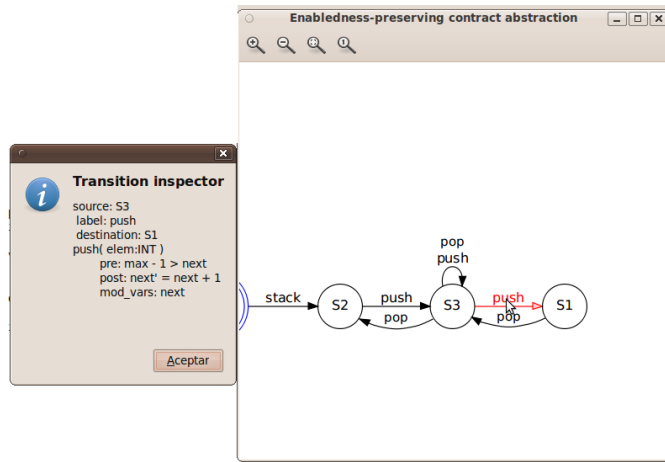 Enabledness-preserving contract abstraction
Transition inspector
source: S3
label: push
destination: S1
push( elem:INT )
pre: max - 1 > next
post: next' = next + 1
mod_vars: next
Aceptar
pop
push
stack
S2
push
pop
S3
push
pop
S1